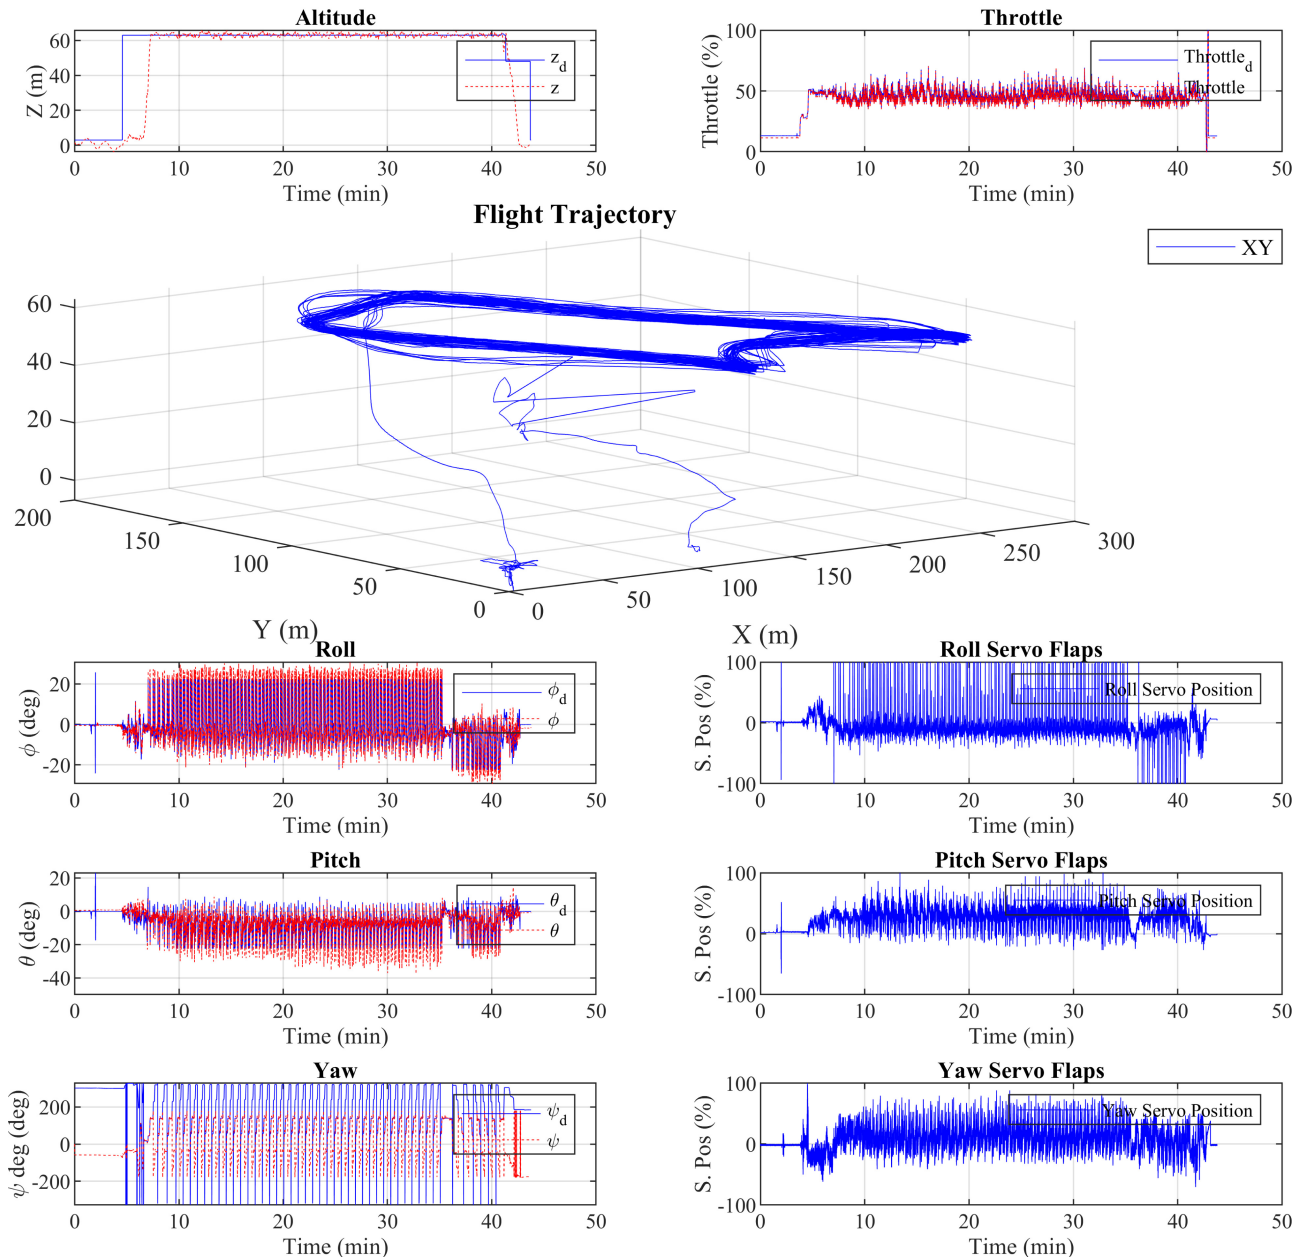 Altitude
Z (m)
60
40
20
0
z_d
z
0 10 20 30 40 50
Time (min)
Throttle
Throttle (%)
100
50
0
Throttle_d
Throttle
0 10 20 30 40 50
Time (min)
Flight Trajectory
XY
60
40
20
0
200
150
100
50
0
0
50
100
150
200
250
300
Y (m)
X (m)
Roll
ϕ (deg)
20
0
-20
ϕ_d
ϕ
0 10 20 30 40 50
Time (min)
Roll Servo Flaps
S. Pos (%)
100
0
-100
Roll Servo Position
0 10 20 30 40 50
Time (min)
Pitch
θ (deg)
20
0
-20
-40
θ_d
θ
0 10 20 30 40 50
Time (min)
Pitch Servo Flaps
S. Pos (%)
100
0
-100
Pitch Servo Position
0 10 20 30 40 50
Time (min)
Yaw
ψ deg (deg)
200
0
-200
ψ_d
ψ
0 10 20 30 40 50
Time (min)
Yaw Servo Flaps
S. Pos (%)
100
0
-100
Yaw Servo Position
0 10 20 30 40 50
Time (min)